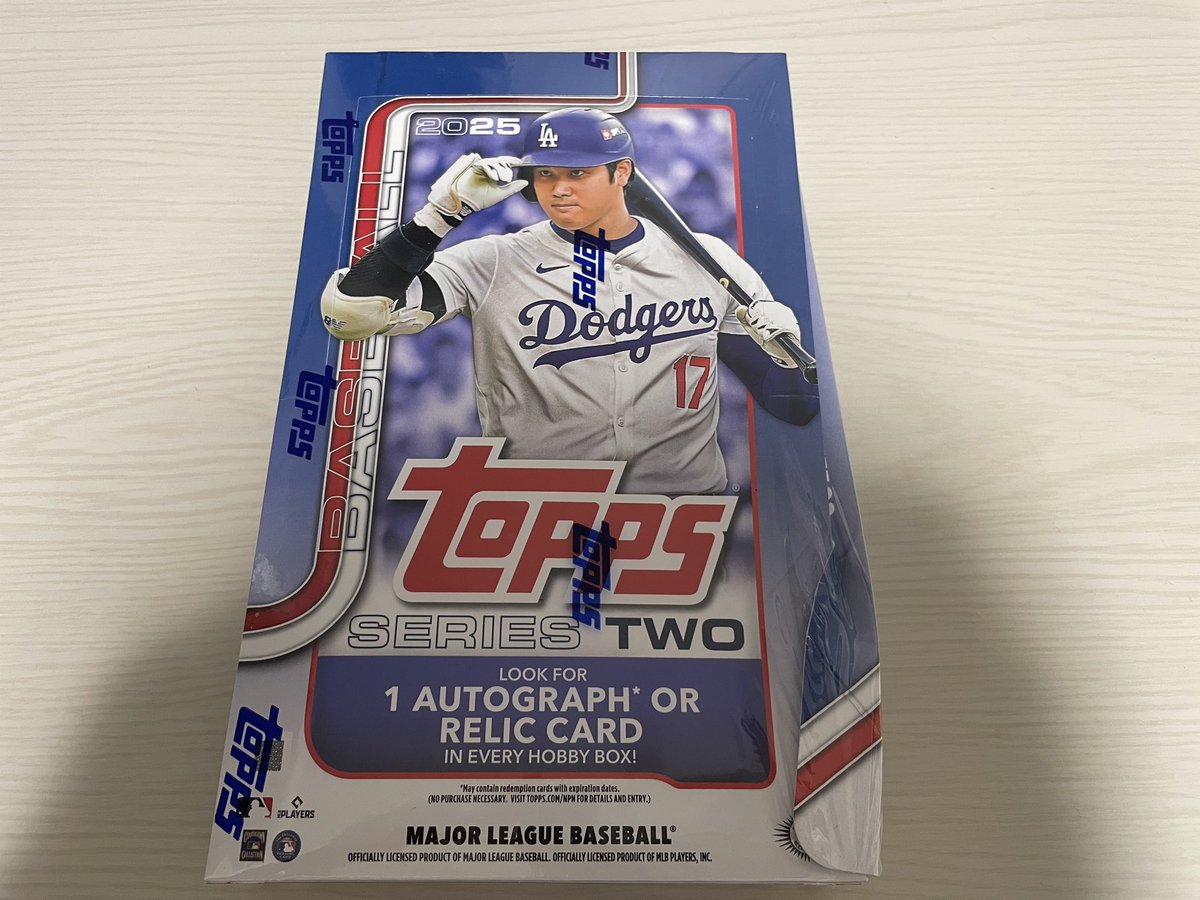 Topps
Topps
2025
LA
BASEBALL
BASEBALL
Topps
Dodgers
17
Topps
Topps
Topps
SERIES TWO
LOOK FOR
1 AUTOGRAPH* OR
RELIC CARD
IN EVERY HOBBY BOX!
Topps
*May contain redemption cards with expiration dates.
(NO PURCHASE NECESSARY. VISIT TOPPS.COM/NPN FOR DETAILS AND ENTRY.)
PLAYERS
MAJOR LEAGUE BASEBALL®
OFFICIALLY LICENSED PRODUCT OF MAJOR LEAGUE BASEBALL. OFFICIALLY LICENSED PRODUCT OF MLB PLAYERS, INC.